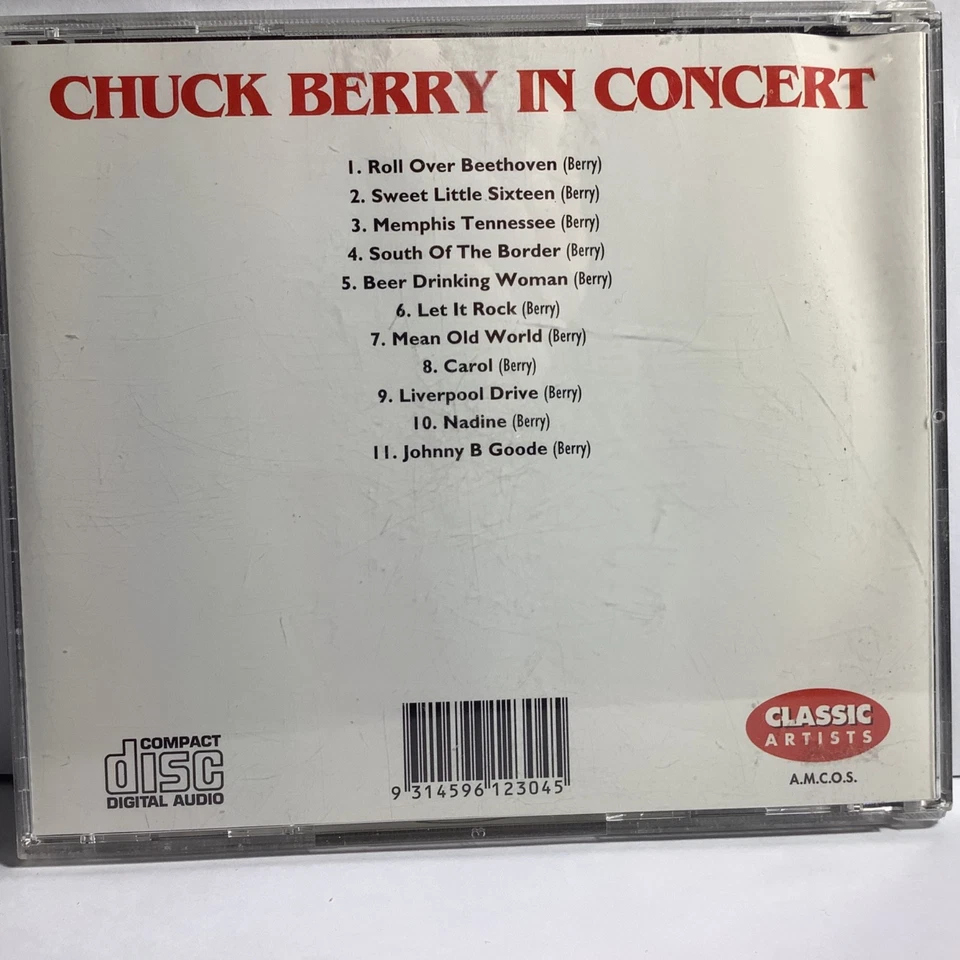 CHUCK BERRY IN CONCERT
1. Roll Over Beethoven (Berry)
2. Sweet Little Sixteen (Berry)
3. Memphis Tennessee (Berry)
4. South Of The Border (Berry)
5. Beer Drinking Woman (Berry)
6. Let It Rock (Berry)
7. Mean Old World (Berry)
8. Carol (Berry)
9. Liverpool Drive (Berry)
10. Nadine (Berry)
11. Johnny B Goode (Berry)
COMPACT
disc
DIGITAL AUDIO
9 314596 123045
CLASSIC
ARTISTS
A.M.C.O.S.